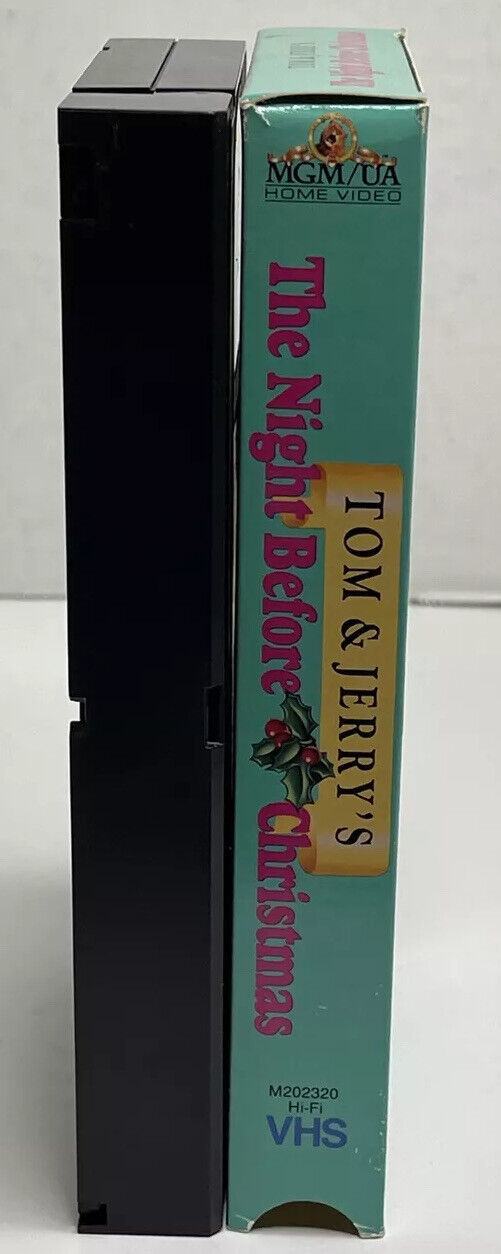 MGM/UA
HOME VIDEO
TOM & JERRY'S
The Night Before Christmas
M202320
Hi-Fi
VHS